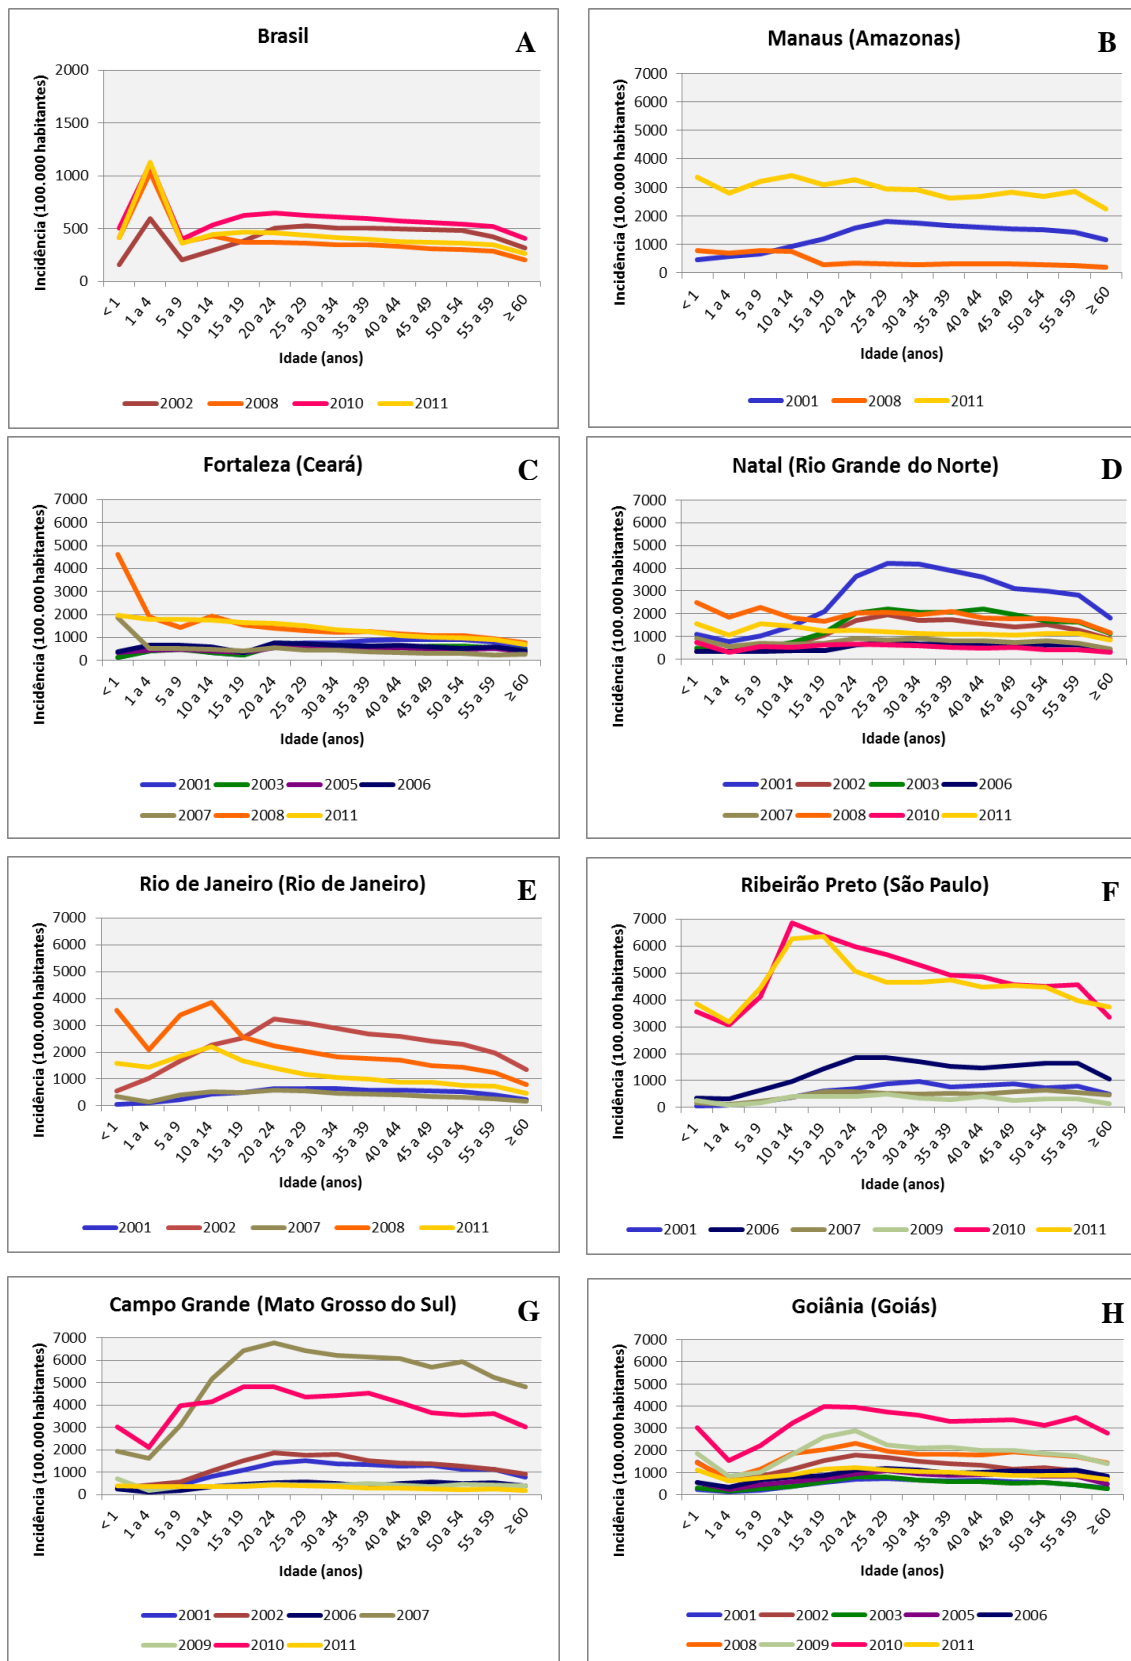 Brasil
A
Incidência (100.000 habitantes)
2000
1500
1000
500
0
< 1
1 a 4
5 a 9
10 a 14
15 a 19
20 a 24
25 a 29
30 a 34
35 a 39
40 a 44
45 a 49
50 a 54
55 a 59
≥ 60
Idade (anos)
2002 2008 2010 2011
Manaus (Amazonas)
B
Incidência (100.000 habitantes)
7000
6000
5000
4000
3000
2000
1000
0
< 1
1 a 4
5 a 9
10 a 14
15 a 19
20 a 24
25 a 29
30 a 34
35 a 39
40 a 44
45 a 49
50 a 54
55 a 59
≥ 60
Idade (anos)
2001 2008 2011
Fortaleza (Ceará)
C
Incidência (100.000 habitantes)
7000
6000
5000
4000
3000
2000
1000
0
< 1
1 a 4
5 a 9
10 a 14
15 a 19
20 a 24
25 a 29
30 a 34
35 a 39
40 a 44
45 a 49
50 a 54
55 a 59
≥ 60
Idade (anos)
2001 2003 2005 2006
2007 2008 2011
Natal (Rio Grande do Norte)
D
Incidência (100.000 habitantes)
7000
6000
5000
4000
3000
2000
1000
0
< 1
1 a 4
5 a 9
10 a 14
15 a 19
20 a 24
25 a 29
30 a 34
35 a 39
40 a 44
45 a 49
50 a 54
55 a 59
≥ 60
Idade (anos)
2001 2002 2003 2006
2007 2008 2010 2011
Rio de Janeiro (Rio de Janeiro)
E
Incidência (100.000 habitantes)
7000
6000
5000
4000
3000
2000
1000
0
< 1
1 a 4
5 a 9
10 a 14
15 a 19
20 a 24
25 a 29
30 a 34
35 a 39
40 a 44
45 a 49
50 a 54
55 a 59
≥ 60
Idade (anos)
2001 2002 2007 2008 2011
Ribeirão Preto (São Paulo)
F
Incidência (100.000 habitantes)
7000
6000
5000
4000
3000
2000
1000
0
< 1
1 a 4
5 a 9
10 a 14
15 a 19
20 a 24
25 a 29
30 a 34
35 a 39
40 a 44
45 a 49
50 a 54
55 a 59
≥ 60
Idade (anos)
2001 2006 2007 2009 2010 2011
Campo Grande (Mato Grosso do Sul)
G
Incidência (100.000 habitantes)
7000
6000
5000
4000
3000
2000
1000
0
< 1
1 a 4
5 a 9
10 a 14
15 a 19
20 a 24
25 a 29
30 a 34
35 a 39
40 a 44
45 a 49
50 a 54
55 a 59
≥ 60
Idade (anos)
2001 2002 2006 2007
2009 2010 2011
Goiânia (Goiás)
H
Incidência (100.000 habitantes)
7000
6000
5000
4000
3000
2000
1000
0
< 1
1 a 4
5 a 9
10 a 14
15 a 19
20 a 24
25 a 29
30 a 34
35 a 39
40 a 44
45 a 49
50 a 54
55 a 59
≥ 60
Idade (anos)
2001 2002 2003 2005 2006
2008 2009 2010 2011